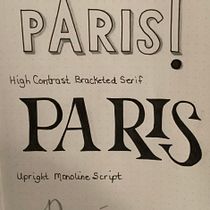 PARIS!
High Contrast Bracketed Serif
PARIS
Upright Monoline Script